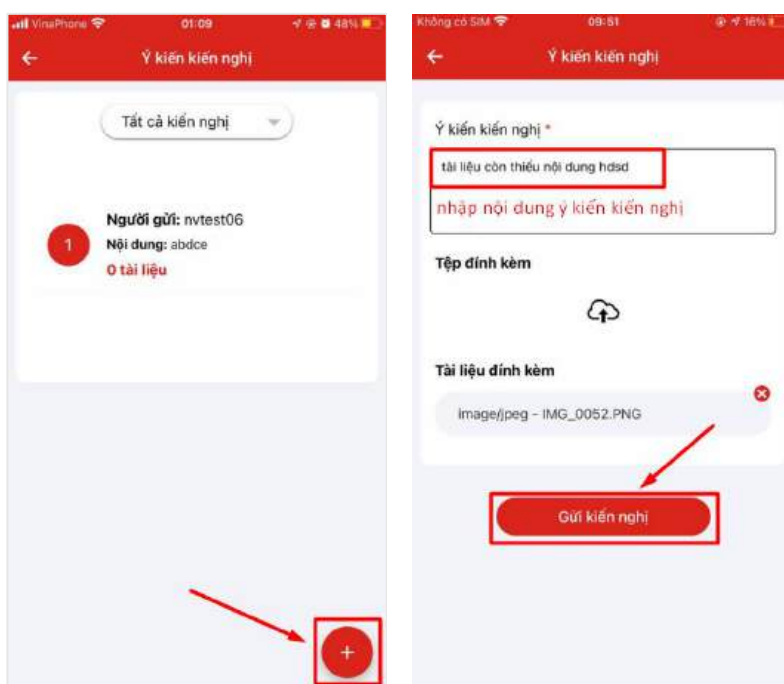 VinaPhone 01:09 48%
Ý kiến kiến nghị
Tất cả kiến nghị
1
Người gửi: nvtest06
Nội dung: abdce
0 tài liệu
+
Không có SIM 09:51 16%
Ý kiến kiến nghị
Ý kiến kiến nghị *
tài liệu còn thiếu nội dung hdsd
nhập nội dung ý kiến kiến nghị
Tệp đính kèm
Tài liệu đính kèm
image/jpeg - IMG_0052.PNG
Gửi kiến nghị